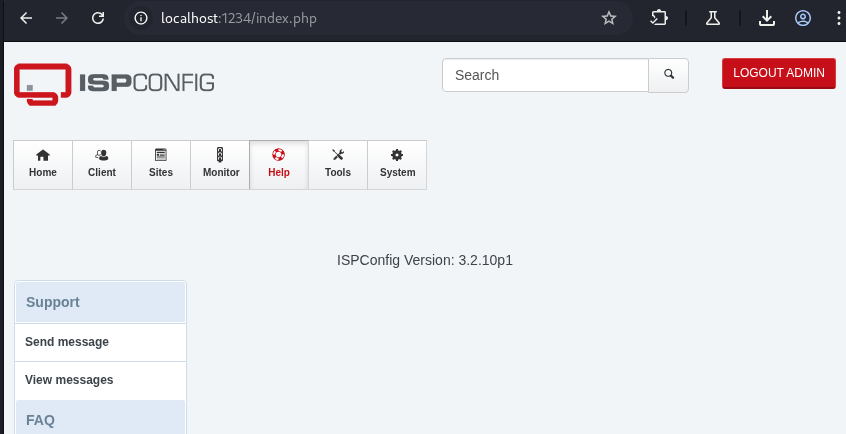 localhost:1234/index.php
ISPCONFIG
Search
LOGOUT ADMIN
Home
Client
Sites
Monitor
Help
Tools
System
ISPConfig Version: 3.2.10p1
Support
Send message
View messages
FAQ